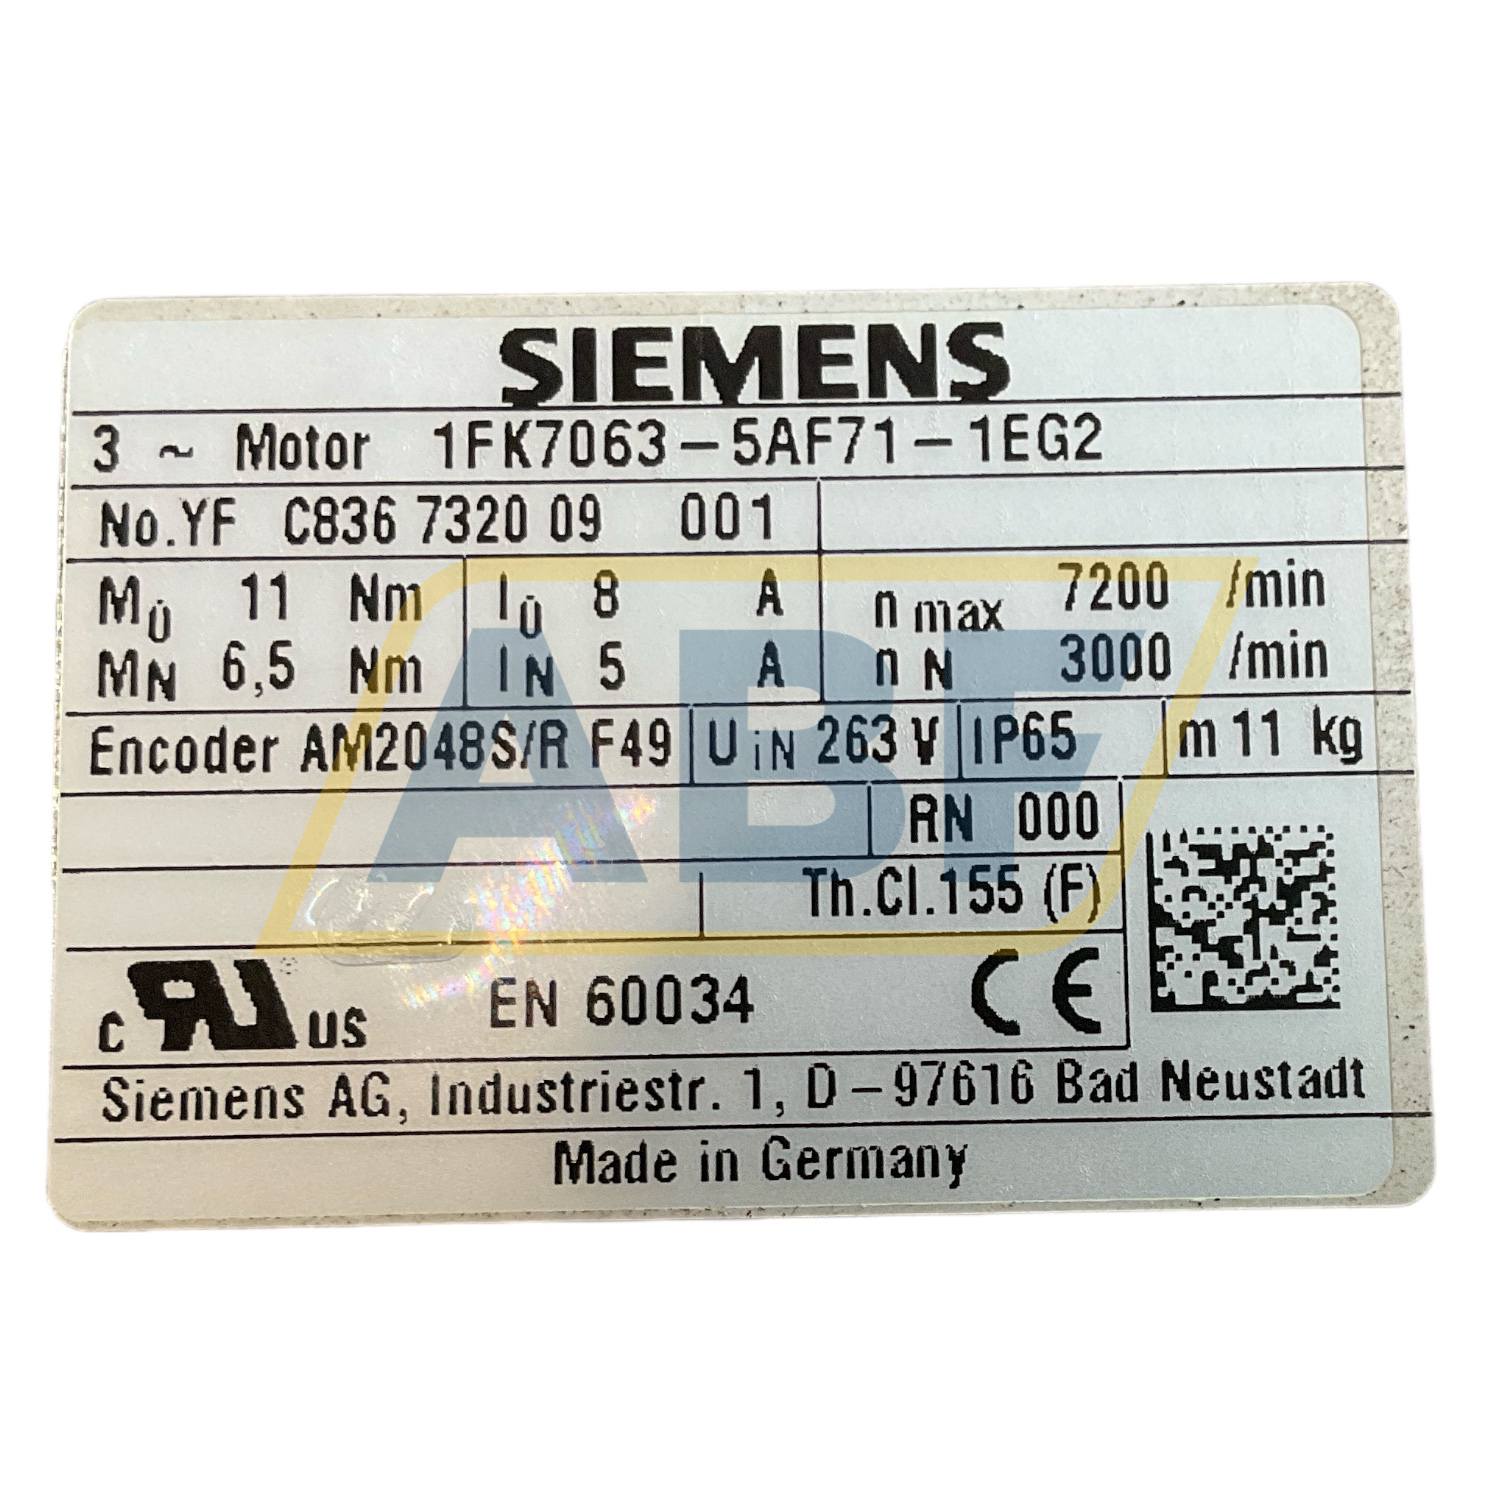 SIEMENS
3 ~ Motor 1FK7063-5AF71-1EG2
No.YF C836 7320 09 001
M0 11 Nm I0 8 A n max 7200 /min
MN 6,5 Nm IN 5 A n N 3000 /min
Encoder AM2048S/R F49 U iN 263 V IP65 m 11 kg
RN 000
Th.Cl.155 (F)
c RU US EN 60034 CE
Siemens AG, Industriestr. 1, D-97616 Bad Neustadt
Made in Germany
ABF